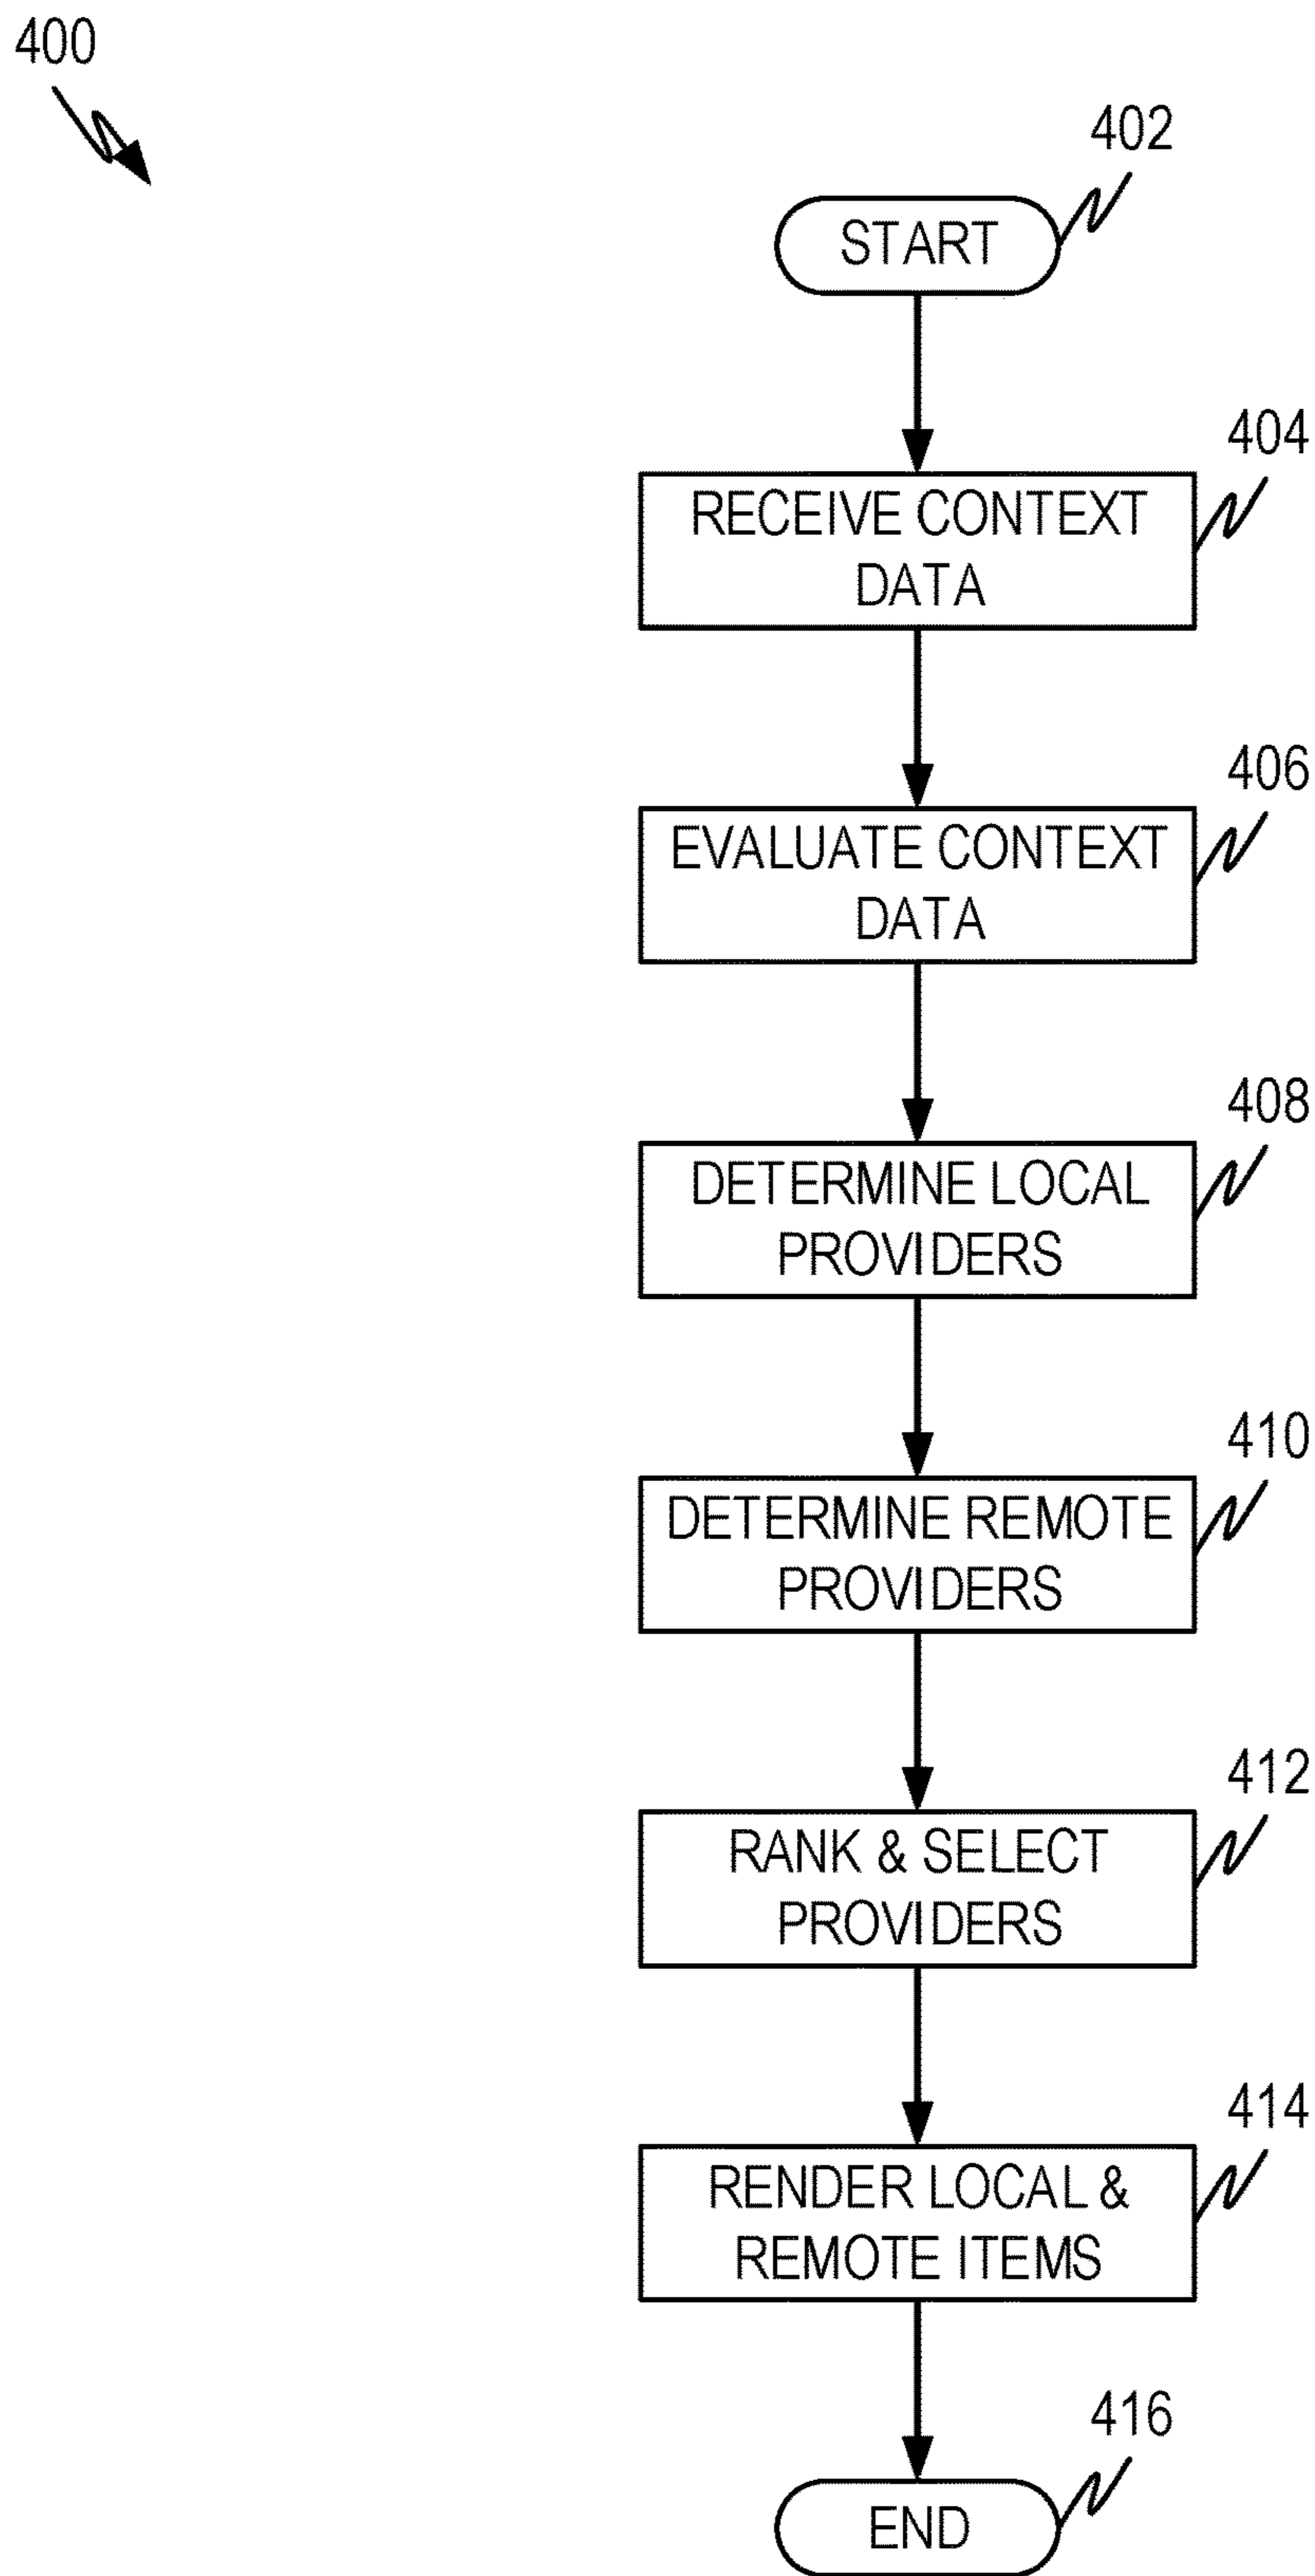 400
402
START
404
RECEIVE CONTEXT
DATA
406
EVALUATE CONTEXT
DATA
408
DETERMINE LOCAL
PROVIDERS
410
DETERMINE REMOTE
PROVIDERS
412
RANK & SELECT
PROVIDERS
414
RENDER LOCAL &
REMOTE ITEMS
416
END